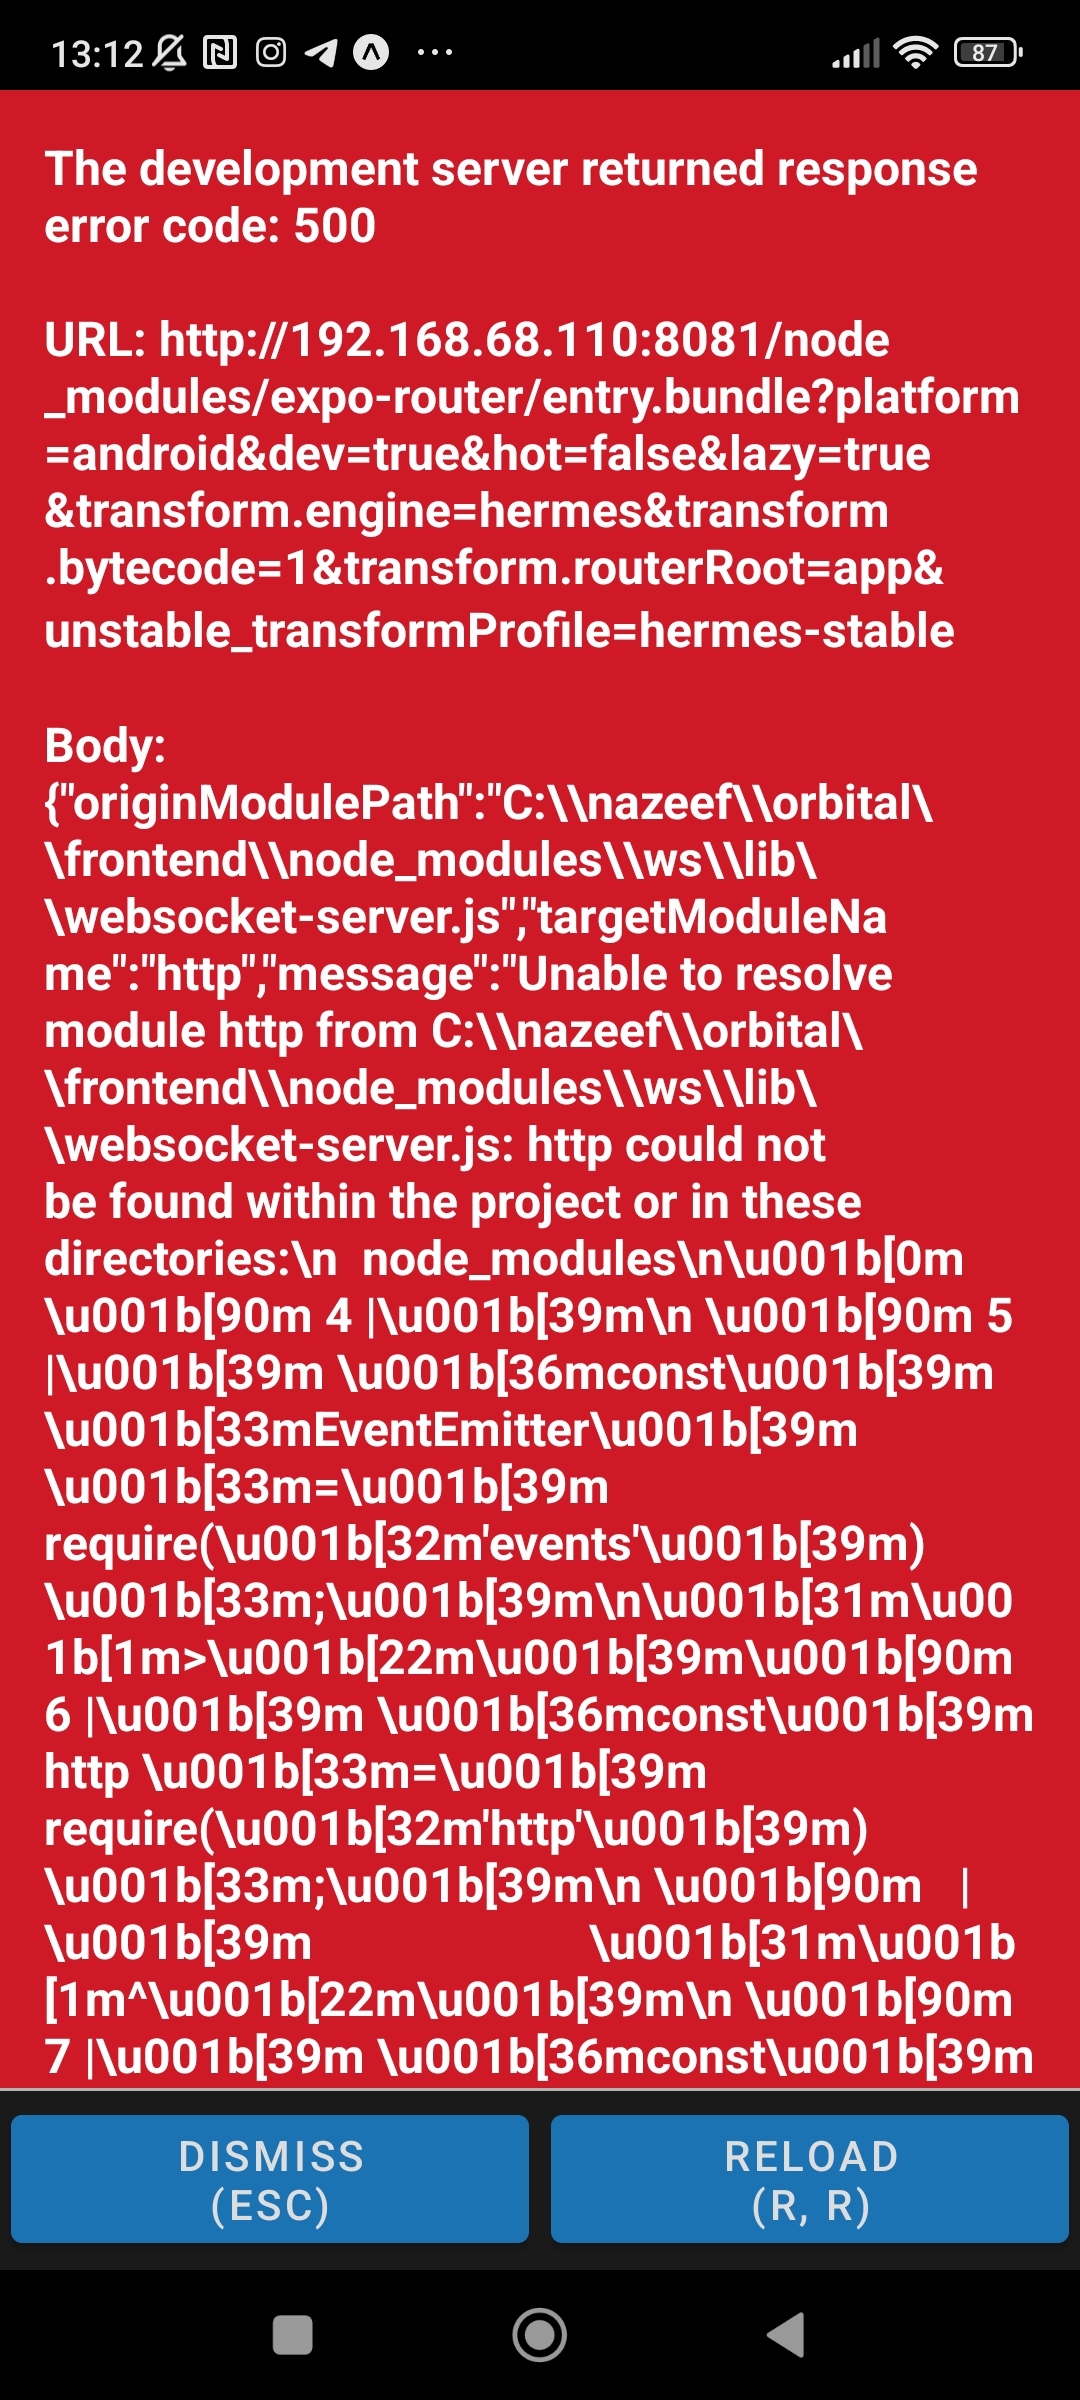 13:12 ...
87
The development server returned response
error code: 500
URL: http://192.168.68.110:8081/node
_modules/expo-router/entry.bundle?platform
=android&dev=true&hot=false&lazy=true
&transform.engine=hermes&transform
.bytecode=1&transform.routerRoot=app&
unstable_transformProfile=hermes-stable
Body:
{"originModulePath":"C:\\nazeef\\orbital\
\frontend\\node_modules\\ws\\lib\
\websocket-server.js","targetModuleNa
me":"http","message":"Unable to resolve
module http from C:\\nazeef\\orbital\
\frontend\\node_modules\\ws\\lib\
\websocket-server.js: http could not
be found within the project or in these
directories:\n  node_modules\n\u001b[0m
\u001b[90m 4 |\u001b[39m\n \u001b[90m 5
|\u001b[39m \u001b[36mconst\u001b[39m
\u001b[33mEventEmitter\u001b[39m
\u001b[33m=\u001b[39m
require(\u001b[32m'events'\u001b[39m)
\u001b[33m;\u001b[39m\n\u001b[31m\u00
1b[1m>\u001b[22m\u001b[39m\u001b[90m
6 |\u001b[39m \u001b[36mconst\u001b[39m
http \u001b[33m=\u001b[39m
require(\u001b[32m'http'\u001b[39m)
\u001b[33m;\u001b[39m\n \u001b[90m   |
\u001b[39m                 \u001b[31m\u001b
[1m^\u001b[22m\u001b[39m\n \u001b[90m
7 |\u001b[39m \u001b[36mconst\u001b[39m
DISMISS
(ESC)
RELOAD
(R, R)